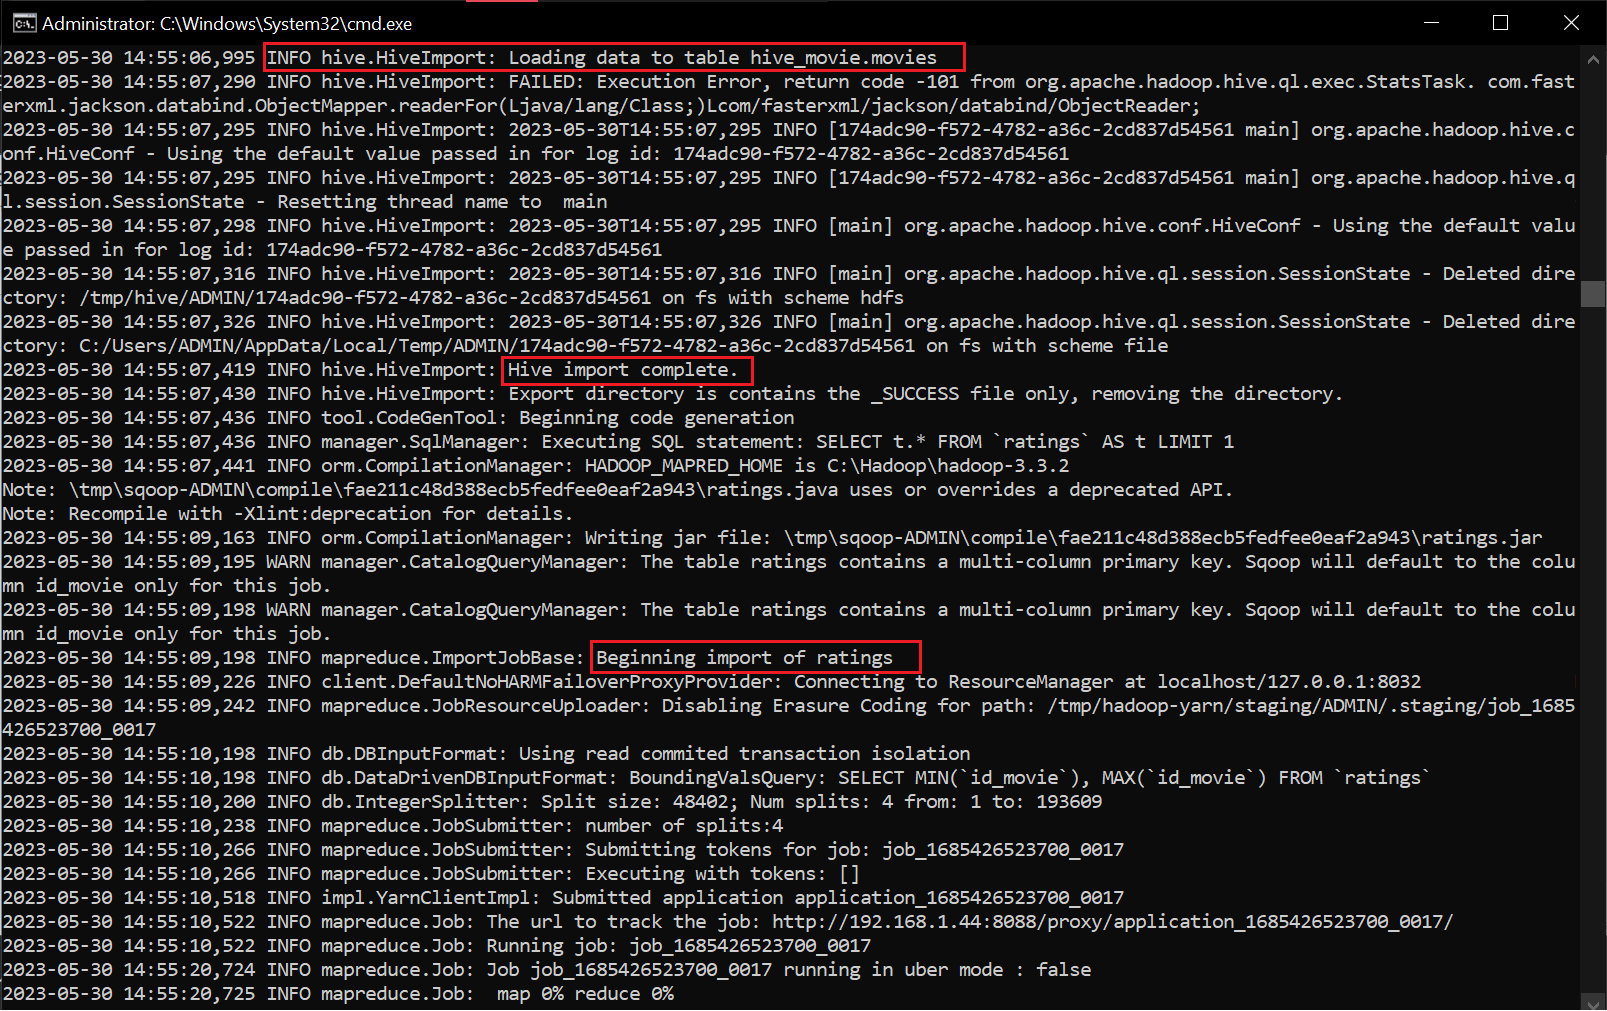 Administrator: C:\Windows\System32\cmd.exe
2023-05-30 14:55:06,995 INFO hive.HiveImport: Loading data to table hive_movie.movies
2023-05-30 14:55:07,290 INFO hive.HiveImport: FAILED: Execution Error, return code -101 from org.apache.hadoop.hive.ql.exec.StatsTask. com.fast
erxml.jackson.databind.ObjectMapper.readerFor(Ljava/lang/Class;)Lcom/fasterxml/jackson/databind/ObjectReader;
2023-05-30 14:55:07,295 INFO hive.HiveImport: 2023-05-30T14:55:07,295 INFO [174adc90-f572-4782-a36c-2cd837d54561 main] org.apache.hadoop.hive.c
onf.HiveConf - Using the default value passed in for log id: 174adc90-f572-4782-a36c-2cd837d54561
2023-05-30 14:55:07,295 INFO hive.HiveImport: 2023-05-30T14:55:07,295 INFO [174adc90-f572-4782-a36c-2cd837d54561 main] org.apache.hadoop.hive.q
l.session.SessionState - Resetting thread name to  main
2023-05-30 14:55:07,298 INFO hive.HiveImport: 2023-05-30T14:55:07,295 INFO [main] org.apache.hadoop.hive.conf.HiveConf - Using the default valu
e passed in for log id: 174adc90-f572-4782-a36c-2cd837d54561
2023-05-30 14:55:07,316 INFO hive.HiveImport: 2023-05-30T14:55:07,316 INFO [main] org.apache.hadoop.hive.ql.session.SessionState - Deleted dire
ctory: /tmp/hive/ADMIN/174adc90-f572-4782-a36c-2cd837d54561 on fs with scheme hdfs
2023-05-30 14:55:07,326 INFO hive.HiveImport: 2023-05-30T14:55:07,326 INFO [main] org.apache.hadoop.hive.ql.session.SessionState - Deleted dire
ctory: C:/Users/ADMIN/AppData/Local/Temp/ADMIN/174adc90-f572-4782-a36c-2cd837d54561 on fs with scheme file
2023-05-30 14:55:07,419 INFO hive.HiveImport: Hive import complete.
2023-05-30 14:55:07,430 INFO hive.HiveImport: Export directory is contains the _SUCCESS file only, removing the directory.
2023-05-30 14:55:07,436 INFO tool.CodeGenTool: Beginning code generation
2023-05-30 14:55:07,436 INFO manager.SqlManager: Executing SQL statement: SELECT t.* FROM `ratings` AS t LIMIT 1
2023-05-30 14:55:07,441 INFO orm.CompilationManager: HADOOP_MAPRED_HOME is C:\Hadoop\hadoop-3.3.2
Note: \tmp\sqoop-ADMIN\compile\fae211c48d388ecb5fedfee0eaf2a943\ratings.java uses or overrides a deprecated API.
Note: Recompile with -Xlint:deprecation for details.
2023-05-30 14:55:09,163 INFO orm.CompilationManager: Writing jar file: \tmp\sqoop-ADMIN\compile\fae211c48d388ecb5fedfee0eaf2a943\ratings.jar
2023-05-30 14:55:09,195 WARN manager.CatalogQueryManager: The table ratings contains a multi-column primary key. Sqoop will default to the colu
mn id_movie only for this job.
2023-05-30 14:55:09,198 WARN manager.CatalogQueryManager: The table ratings contains a multi-column primary key. Sqoop will default to the colu
mn id_movie only for this job.
2023-05-30 14:55:09,198 INFO mapreduce.ImportJobBase: Beginning import of ratings
2023-05-30 14:55:09,226 INFO client.DefaultNoHARMFailoverProxyProvider: Connecting to ResourceManager at localhost/127.0.0.1:8032
2023-05-30 14:55:09,242 INFO mapreduce.JobResourceUploader: Disabling Erasure Coding for path: /tmp/hadoop-yarn/staging/ADMIN/.staging/job_1685
426523700_0017
2023-05-30 14:55:10,198 INFO db.DBInputFormat: Using read commited transaction isolation
2023-05-30 14:55:10,198 INFO db.DataDrivenDBInputFormat: BoundingValsQuery: SELECT MIN(`id_movie`), MAX(`id_movie`) FROM `ratings`
2023-05-30 14:55:10,200 INFO db.IntegerSplitter: Split size: 48402; Num splits: 4 from: 1 to: 193609
2023-05-30 14:55:10,238 INFO mapreduce.JobSubmitter: number of splits:4
2023-05-30 14:55:10,266 INFO mapreduce.JobSubmitter: Submitting tokens for job: job_1685426523700_0017
2023-05-30 14:55:10,266 INFO mapreduce.JobSubmitter: Executing with tokens: []
2023-05-30 14:55:10,518 INFO impl.YarnClientImpl: Submitted application application_1685426523700_0017
2023-05-30 14:55:10,522 INFO mapreduce.Job: The url to track the job: http://192.168.1.44:8088/proxy/application_1685426523700_0017/
2023-05-30 14:55:10,522 INFO mapreduce.Job: Running job: job_1685426523700_0017
2023-05-30 14:55:20,724 INFO mapreduce.Job: Job job_1685426523700_0017 running in uber mode : false
2023-05-30 14:55:20,725 INFO mapreduce.Job:  map 0% reduce 0%